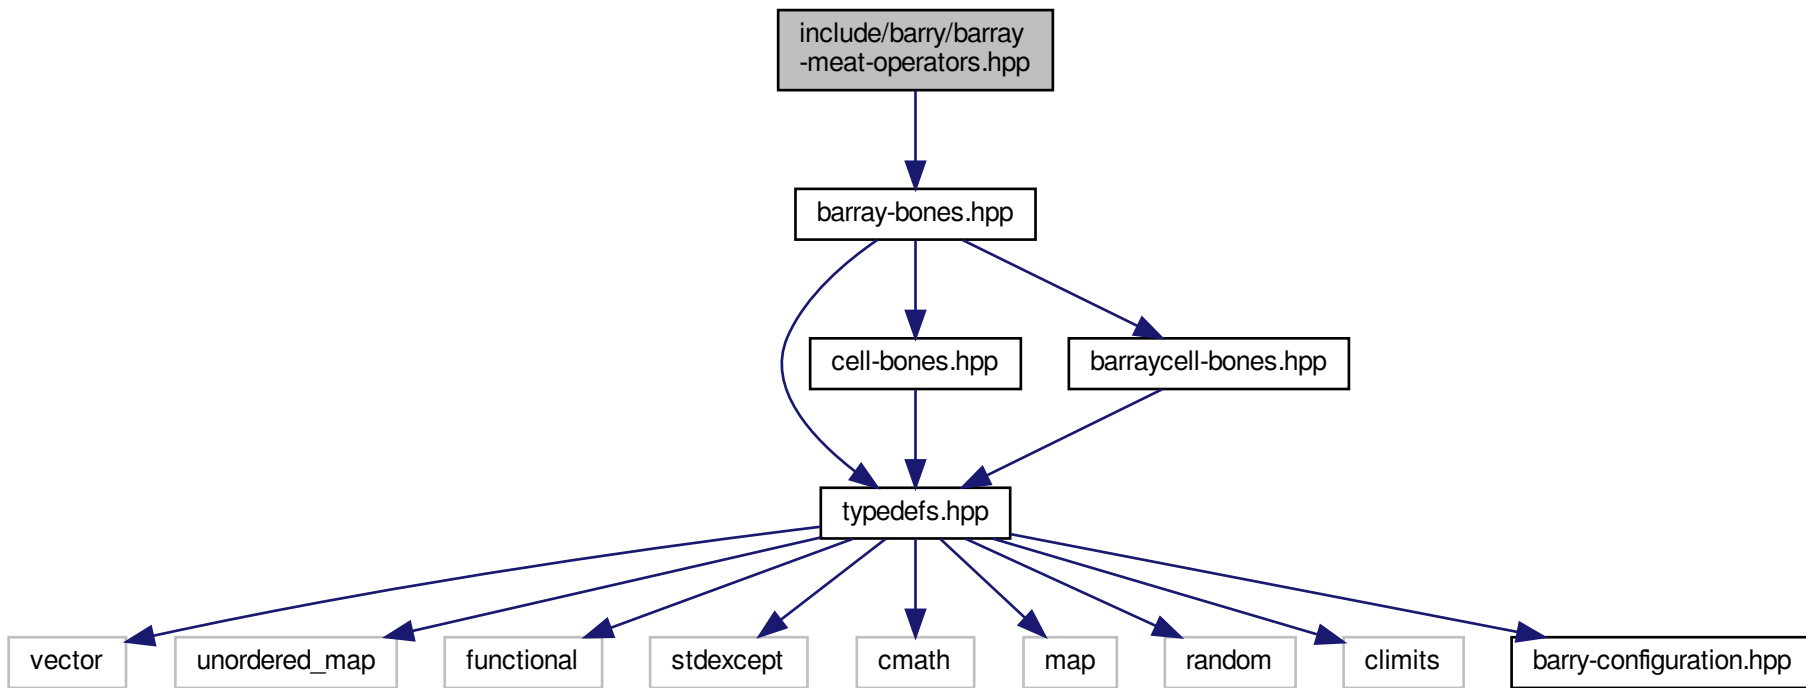 include/barry/barray
-meat-operators.hpp
barray-bones.hpp
cell-bones.hpp
barraycell-bones.hpp
typedefs.hpp
vector
unordered_map
functional
stdexcept
cmath
map
random
climits
barry-configuration.hpp